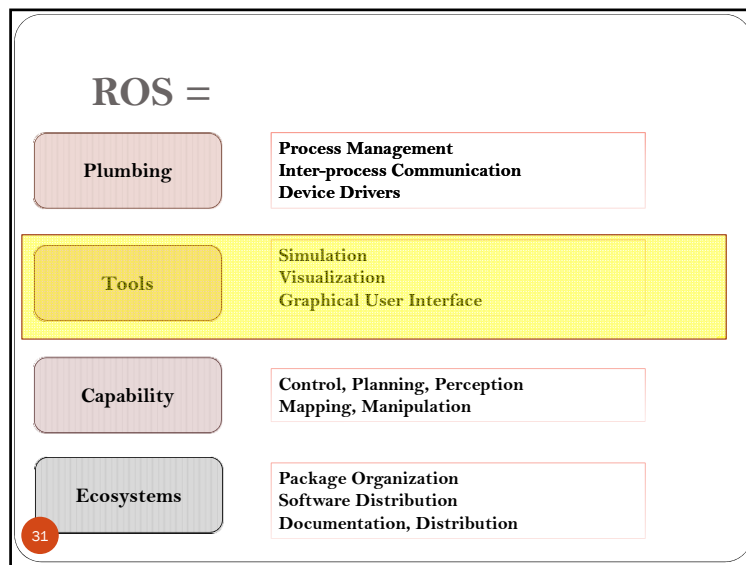 ROS =
Plumbing
Process Management
Inter-process Communication
Device Drivers
Tools
Simulation
Visualization
Graphical User Interface
Capability
Control, Planning, Perception
Mapping, Manipulation
Ecosystems
Package Organization
Software Distribution
Documentation, Distribution
31